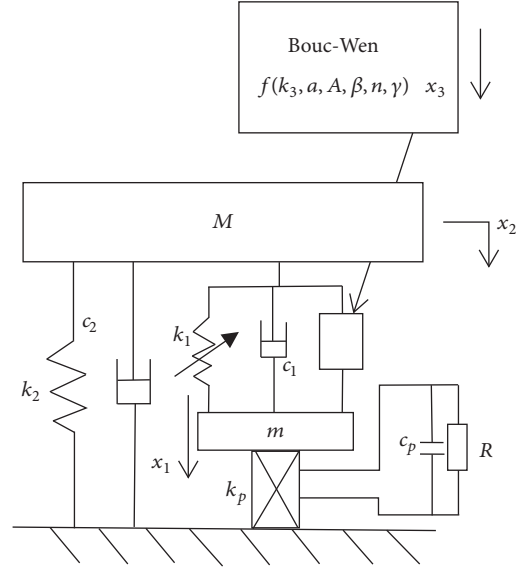 Bouc-Wen
f(k₃, a, A, β, n, γ) x₃
M
x₂
c₂
k₁
c₁
k₂
m
x₁
kₚ
cₚ
R